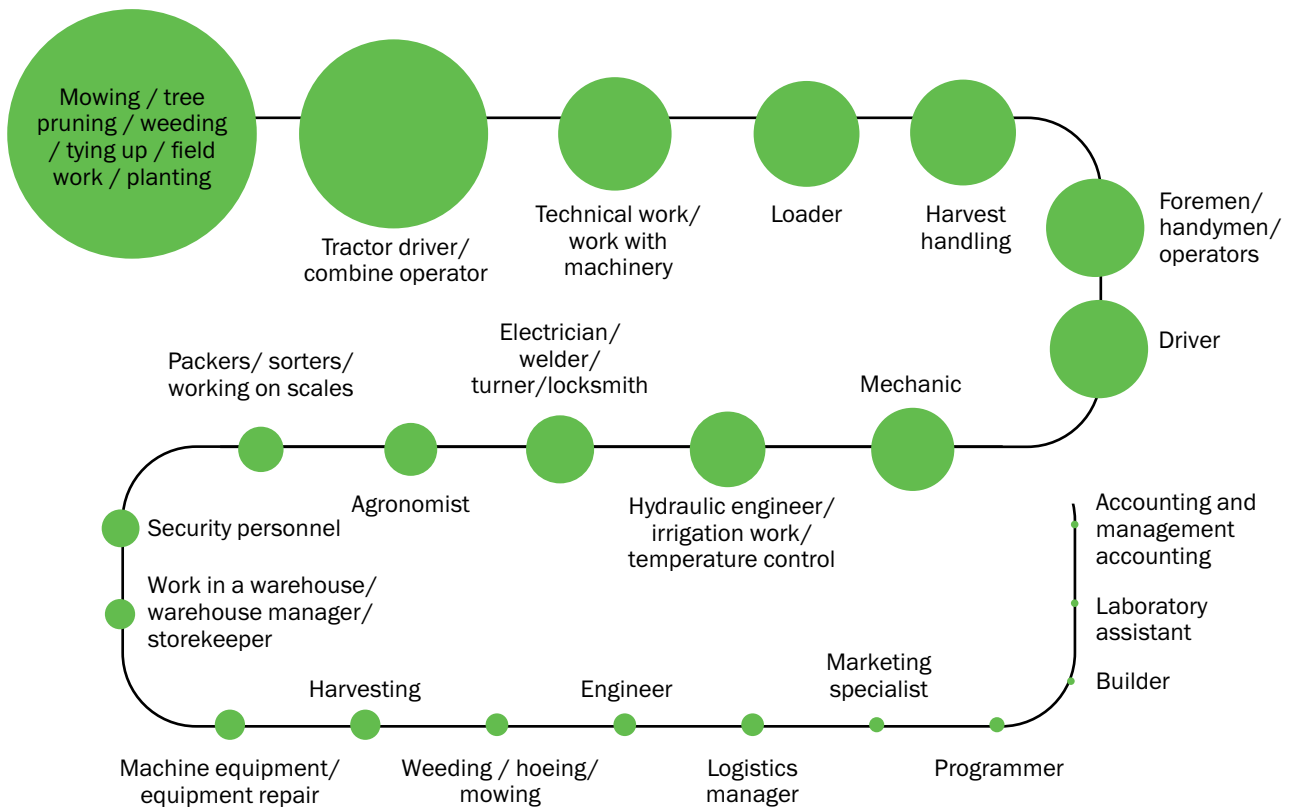 Mowing / tree
pruning / weeding
/ tying up / field
work / planting
Tractor driver/
combine operator
Technical work/
work with
machinery
Loader
Harvest
handling
Foremen/
handymen/
operators
Driver
Mechanic
Hydraulic engineer/
irrigation work/
temperature control
Electrician/
welder/
turner/locksmith
Agronomist
Packers/ sorters/
working on scales
Security personnel
Work in a warehouse/
warehouse manager/
storekeeper
Machine equipment/
equipment repair
Harvesting
Weeding / hoeing/
mowing
Engineer
Logistics
manager
Marketing
specialist
Programmer
Builder
Laboratory
assistant
Accounting and
management
accounting